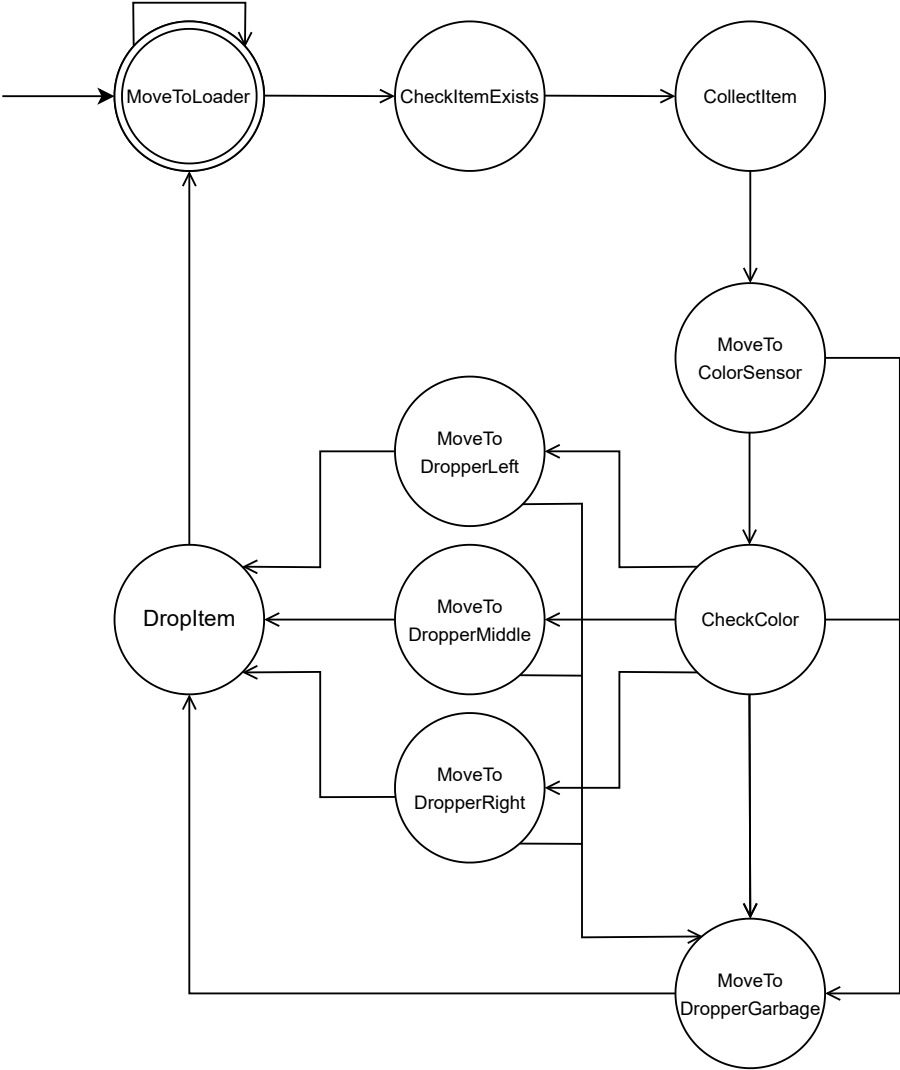 MoveToLoader
CheckItemExists
CollectItem
MoveTo
ColorSensor
MoveTo
DropperLeft
DropItem
MoveTo
DropperMiddle
CheckColor
MoveTo
DropperRight
MoveTo
DropperGarbage